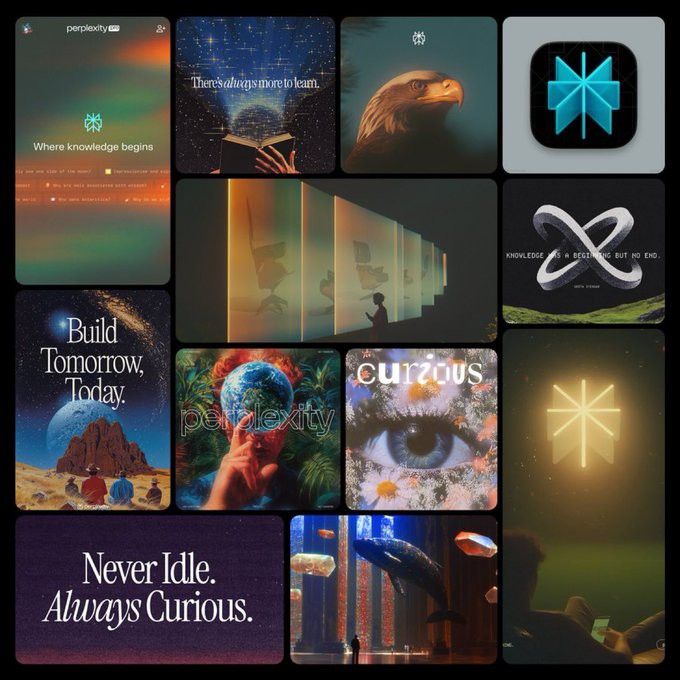 perplexity pro
Where knowledge begins
There's always more to learn.
KNOWLEDGE HAS A BEGINNING BUT NO END.
Build
Tomorrow,
Today.
perplexity
perplexity
curious
Never Idle.
Always Curious.